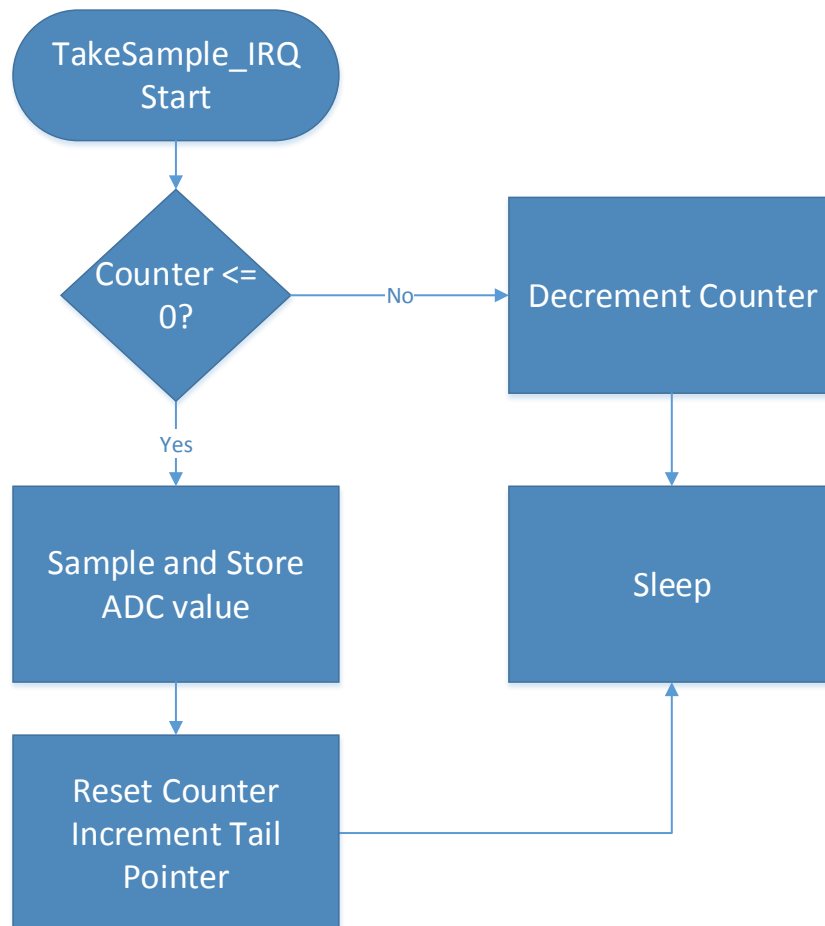 TakeSample_IRQ
Start
Counter <=
0?
No
Decrement Counter
Yes
Sample and Store
ADC value
Sleep
Reset Counter
Increment Tail
Pointer